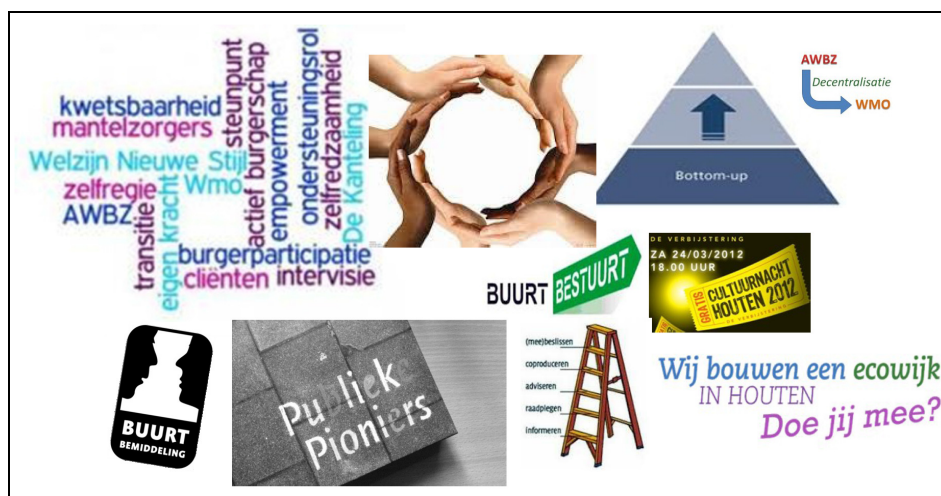 kwetsbaarheid
mantelzorgers
Welzijn Nieuwe Stijl
zelfregie
Wmo
AWBZ
transitie
eigen kracht
steunpunt
actief burgerschap
empowerment
ondersteuningsrol
zelfredzaamheid
De Kanteling
burgerparticipatie
cliënten intervisie
Bottom-up
AWBZ
Decentralisatie
WMO
BUURT BESTUURT
DE VERBIJSTERING
ZA 24/03/2012
18.00 UUR
GRATIS
CULTUURNACHT
HOUTEN 2012
DE VERBIJSTERING
BUURT
BEMIDDELING
Publieke
Pioniers
(mee)beslissen
coproduceren
adviseren
raadplegen
informeren
Wij bouwen een ecowijk
IN HOUTEN
Doe jij mee?